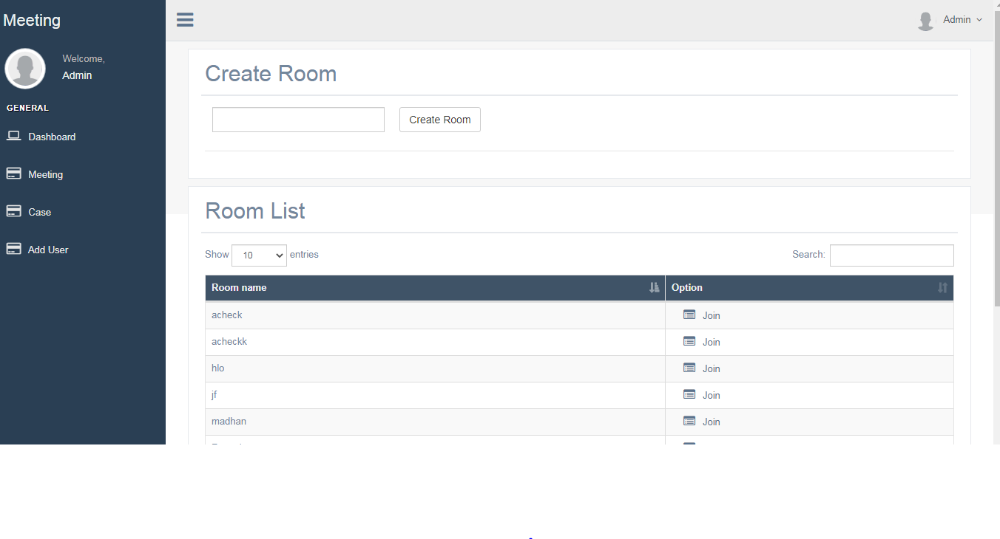 Meeting
Admin
Welcome,
Admin
GENERAL
Dashboard
Meeting
Case
Add User
Create Room
Create Room
Room List
Show 10 entries
Search:
Room name Option
acheck Join
acheckk Join
hlo Join
jf Join
madhan Join